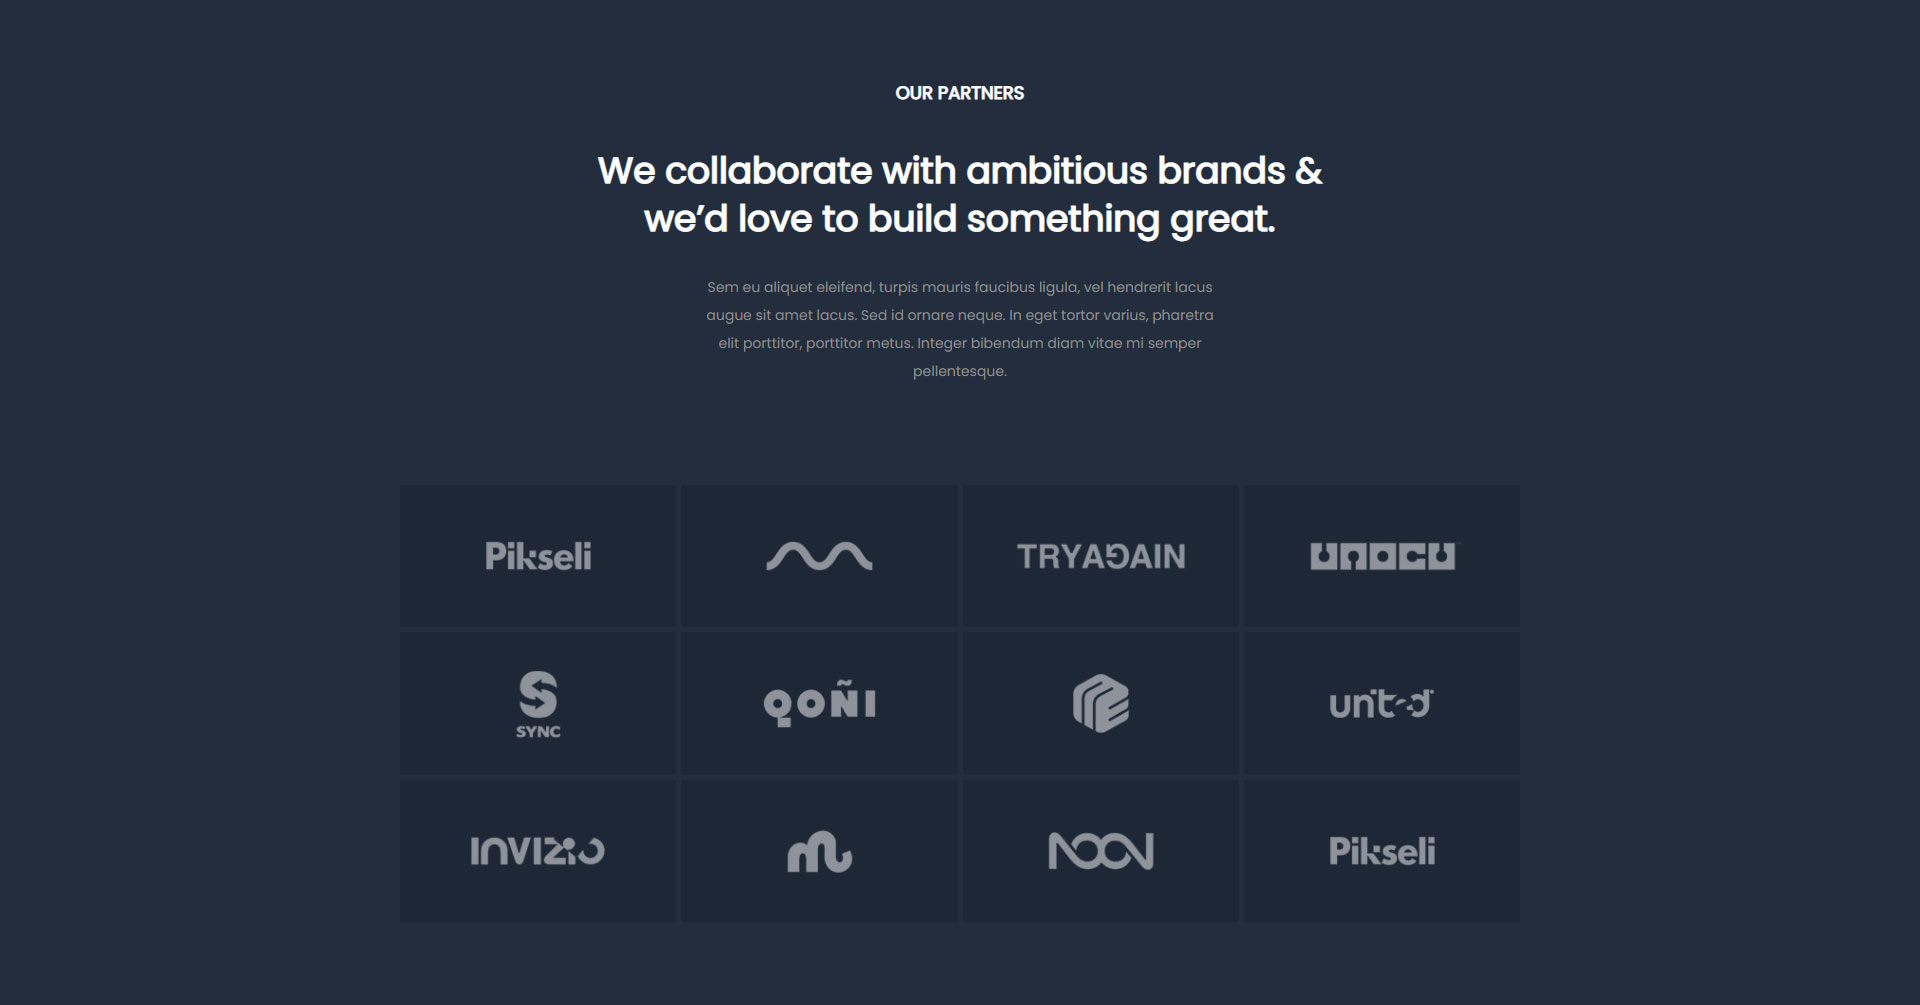 OUR PARTNERS
We collaborate with ambitious brands &
we’d love to build something great.
Sem eu aliquet eleifend, turpis mauris faucibus ligula, vel hendrerit lacus
augue sit amet lacus. Sed id ornare neque. In eget tortor varius, pharetra
elit porttitor, porttitor metus. Integer bibendum diam vitae mi semper
pellentesque.
Pikseli
TRYAGAIN
unocu
SYNC
QOÑI
united
INVIZIO
NOON
Pikseli